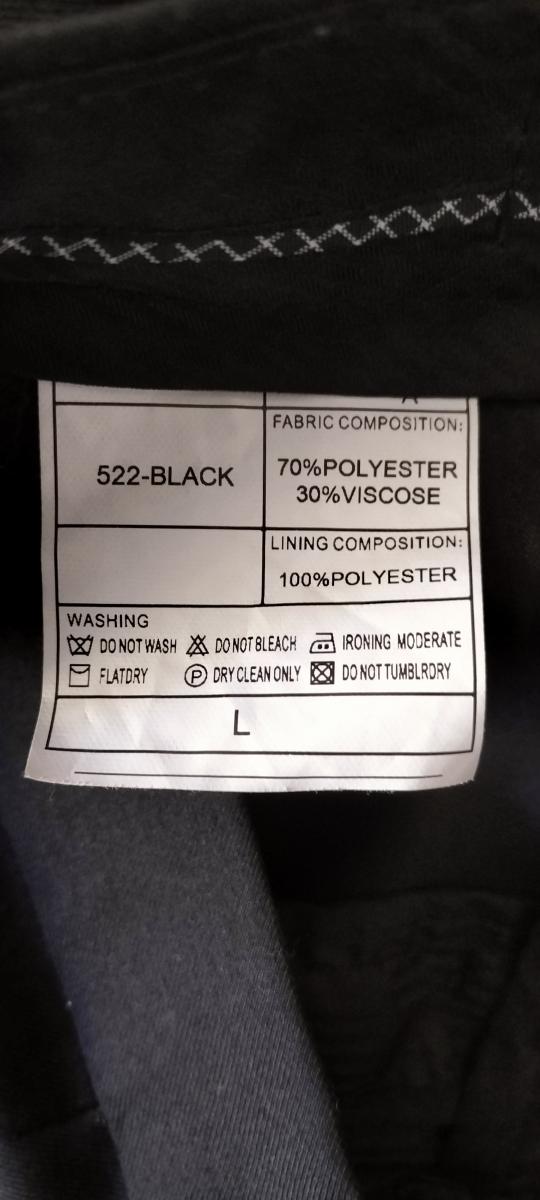 FABRIC COMPOSITION:
522-BLACK
70%POLYESTER
30%VISCOSE
LINING COMPOSITION:
100%POLYESTER
WASHING
DO NOT WASH DO NOT BLEACH IRONING MODERATE
FLATDRY P DRY CLEAN ONLY DO NOT TUMBLRDRY
L